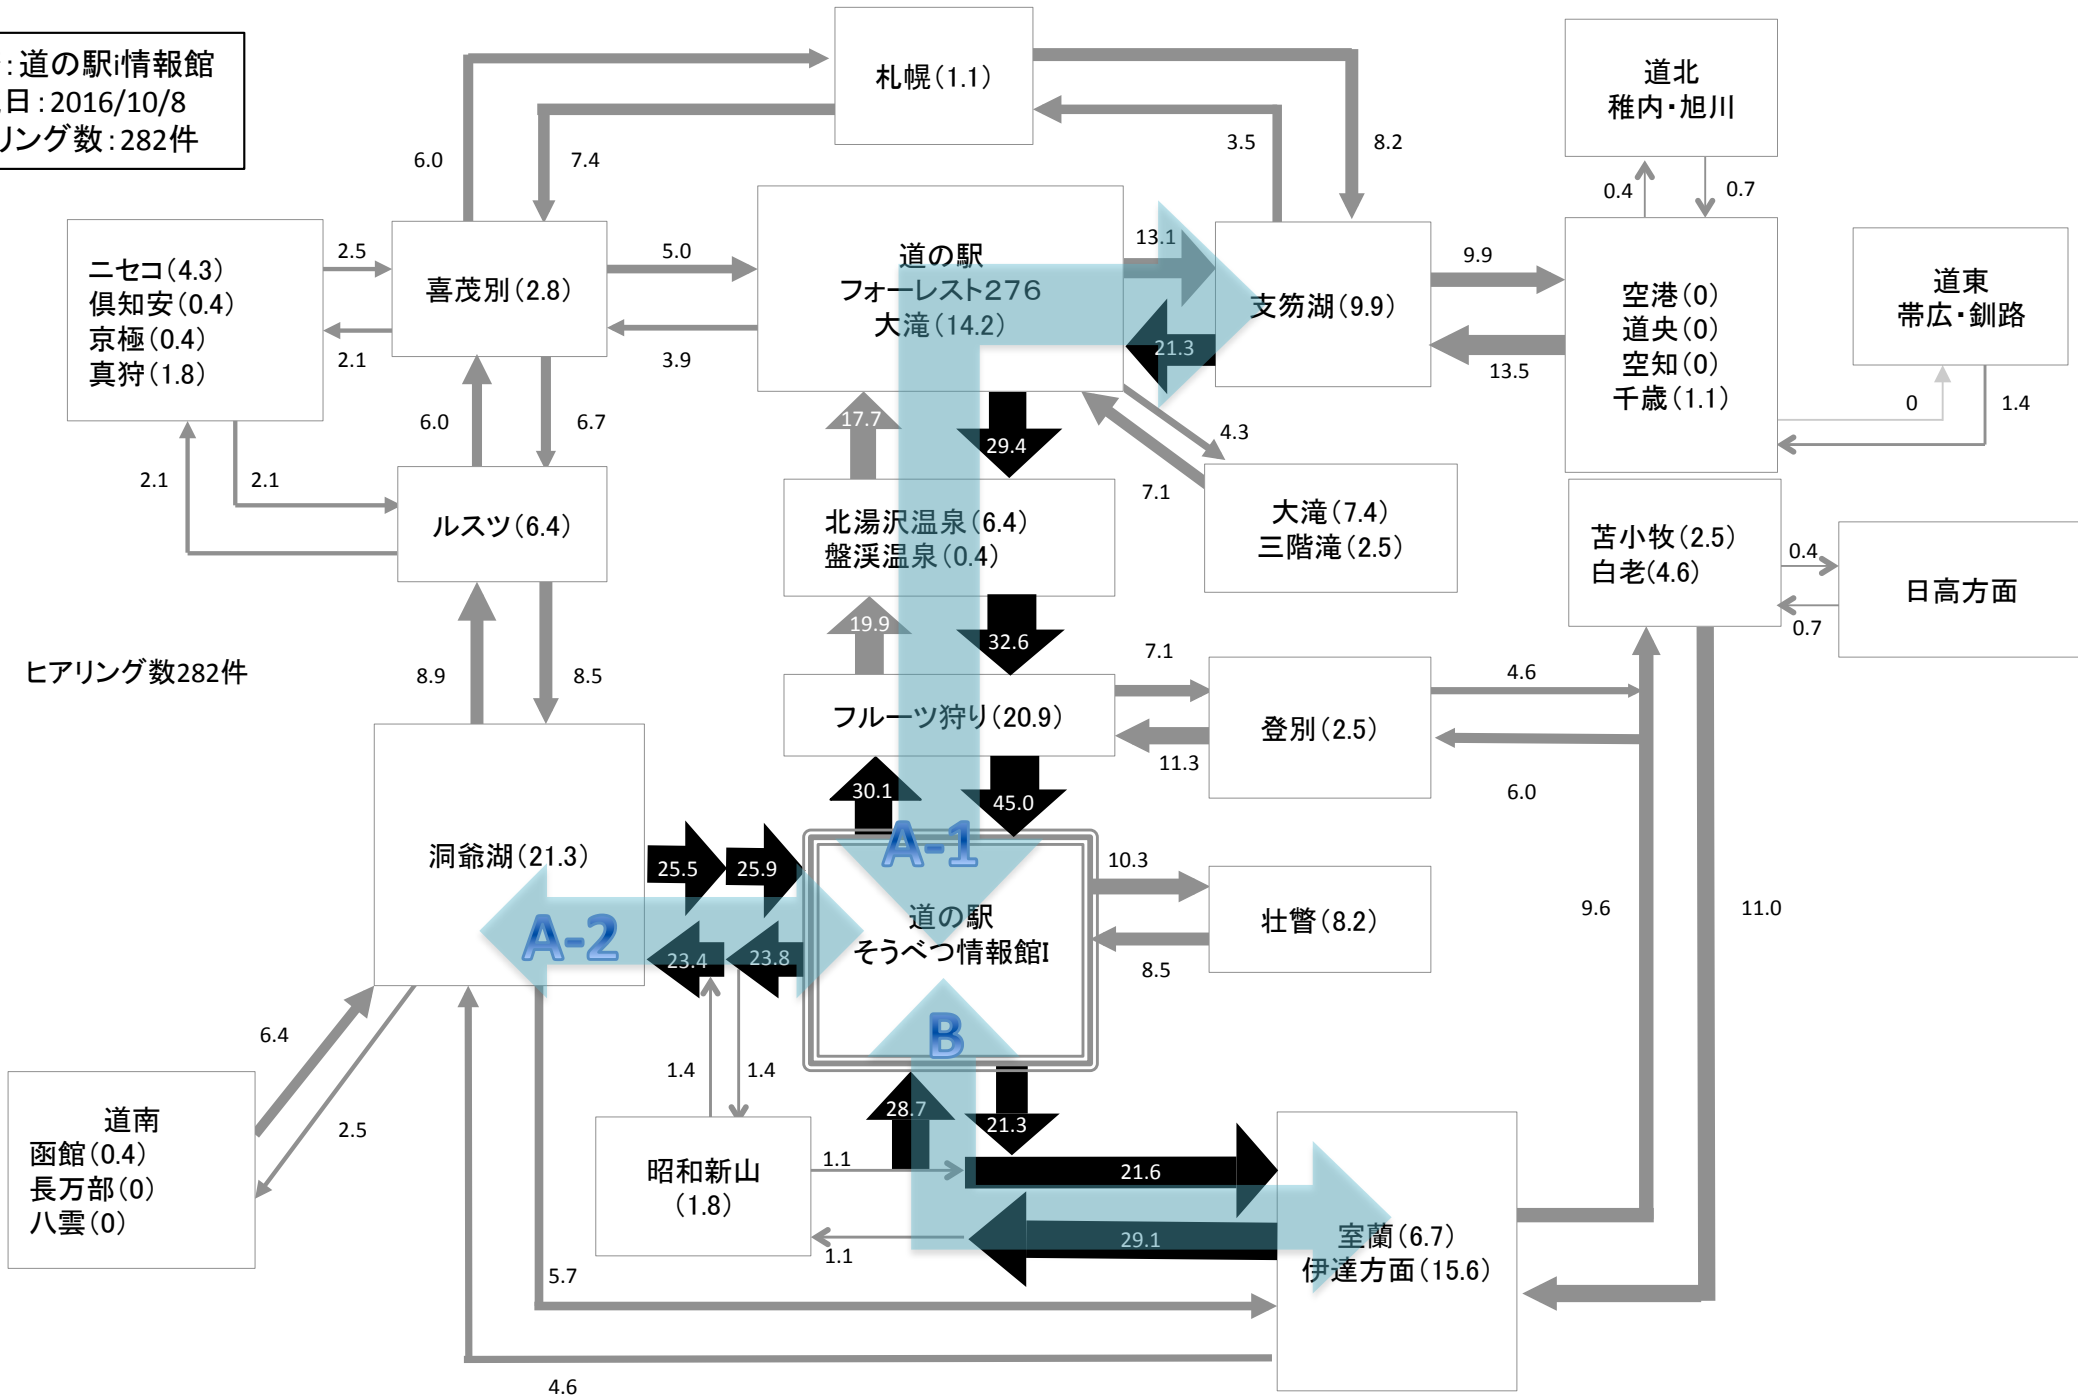 ：道の駅i情報館
日：2016/10/8
リング数：282件
札幌（1.1）
道北
稚内・旭川
6.0
7.4
3.5
8.2
0.4
0.7
ニセコ（4.3）
倶知安（0.4）
京極（0.4）
真狩（1.8）
2.5
2.1
喜茂別（2.8）
5.0
3.9
道の駅
フォーレスト２７６
大滝（14.2）
13.1
21.3
支笏湖（9.9）
9.9
13.5
空港（0）
道央（0）
空知（0）
千歳（1.1）
道東
帯広・釧路
0
1.4
6.0
6.7
17.7
29.4
4.3
7.1
2.1
2.1
ルスツ（6.4）
北湯沢温泉（6.4）
盤渓温泉（0.4）
大滝（7.4）
三階滝（2.5）
苫小牧（2.5）
白老（4.6）
0.4
0.7
日高方面
ヒアリング数282件
8.9
8.5
19.9
32.6
フルーツ狩り（20.9）
7.1
11.3
登別（2.5）
4.6
6.0
30.1
45.0
洞爺湖（21.3）
25.5
25.9
A-1
A-2
23.4
23.8
道の駅
そうべつ情報館I
10.3
8.5
壮瞥（8.2）
9.6
11.0
B
6.4
2.5
道南
函館（0.4）
長万部（0）
八雲（0）
1.4
1.4
昭和新山
（1.8）
28.7
21.3
1.1
1.1
21.6
29.1
室蘭（6.7）
伊達方面（15.6）
5.7
4.6